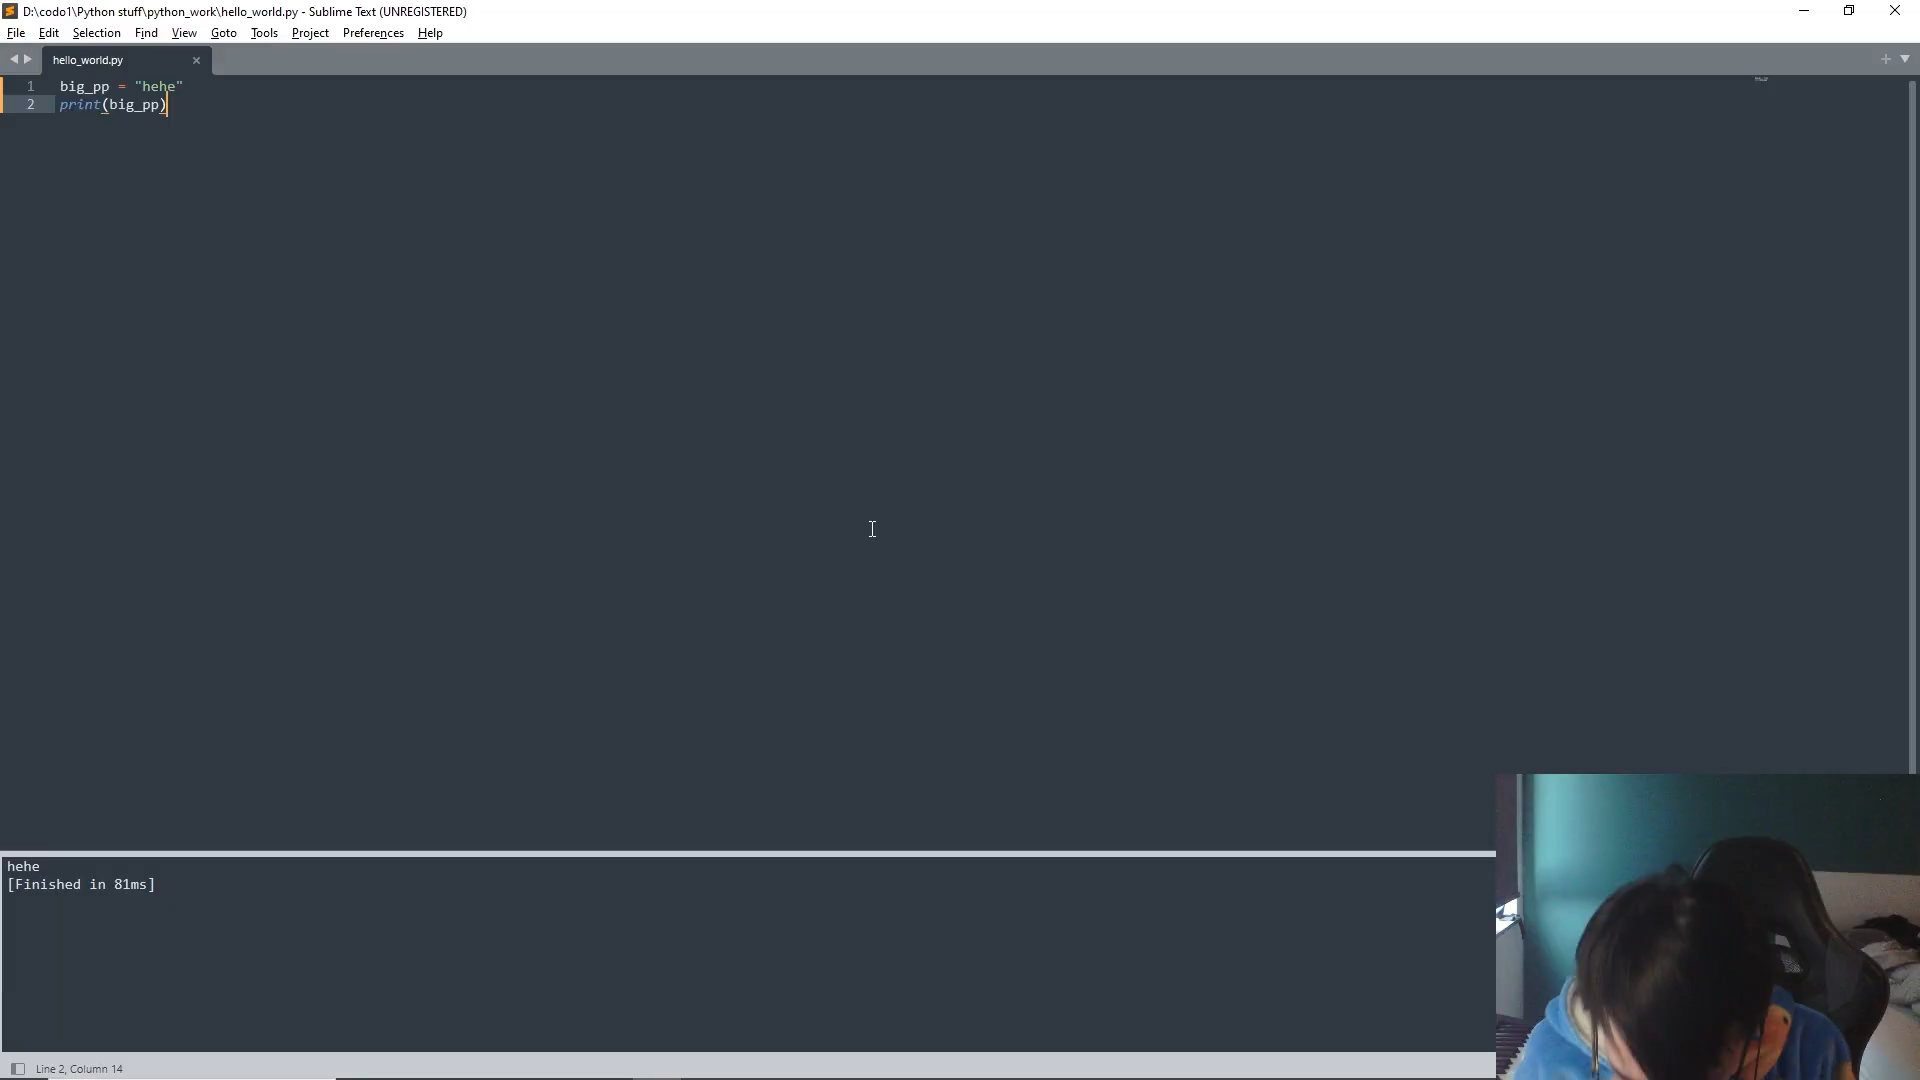 D:\codo1\Python stuff\python_work\hello_world.py - Sublime Text (UNREGISTERED)
File Edit Selection Find View Goto Tools Project Preferences Help
hello_world.py
1 big_pp = "hehe"
2 print(big_pp)
hehe
[Finished in 81ms]
Line 2, Column 14